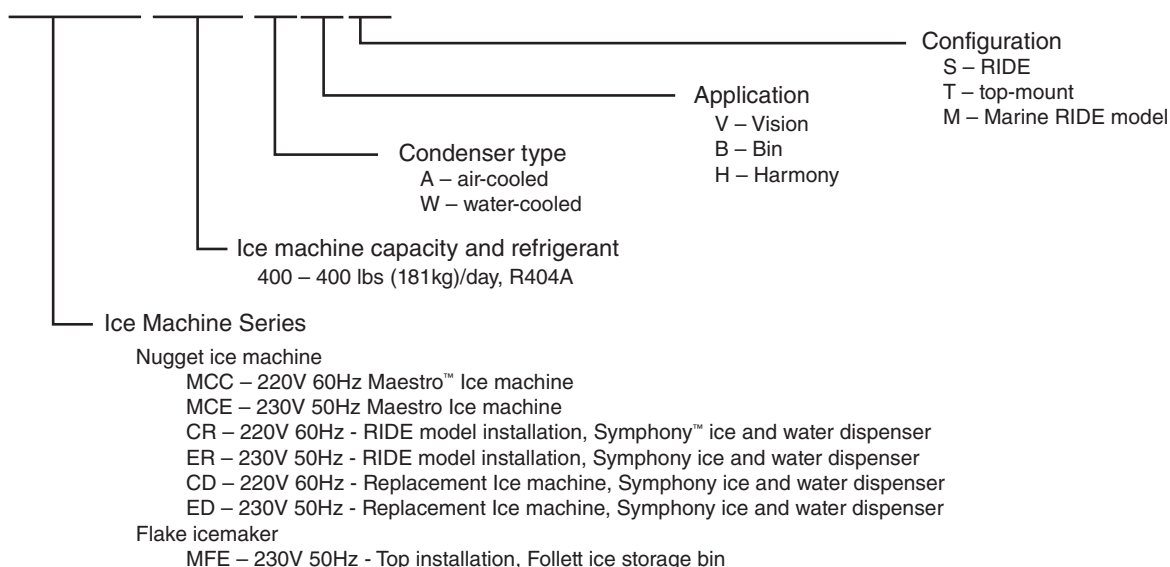 Configuration
S – RIDE
T – top-mount
M – Marine RIDE model
Application
V – Vision
B – Bin
H – Harmony
Condenser type
A – air-cooled
W – water-cooled
Ice machine capacity and refrigerant
400 – 400 lbs (181kg)/day, R404A
Ice Machine Series
Nugget ice machine
MCC – 220V 60Hz Maestro™ Ice machine
MCE – 230V 50Hz Maestro Ice machine
CR – 220V 60Hz - RIDE model installation, Symphony™ ice and water dispenser
ER – 230V 50Hz - RIDE model installation, Symphony ice and water dispenser
CD – 220V 60Hz - Replacement Ice machine, Symphony ice and water dispenser
ED – 230V 50Hz - Replacement Ice machine, Symphony ice and water dispenser
Flake icemaker
MFE – 230V 50Hz - Top installation, Follett ice storage bin